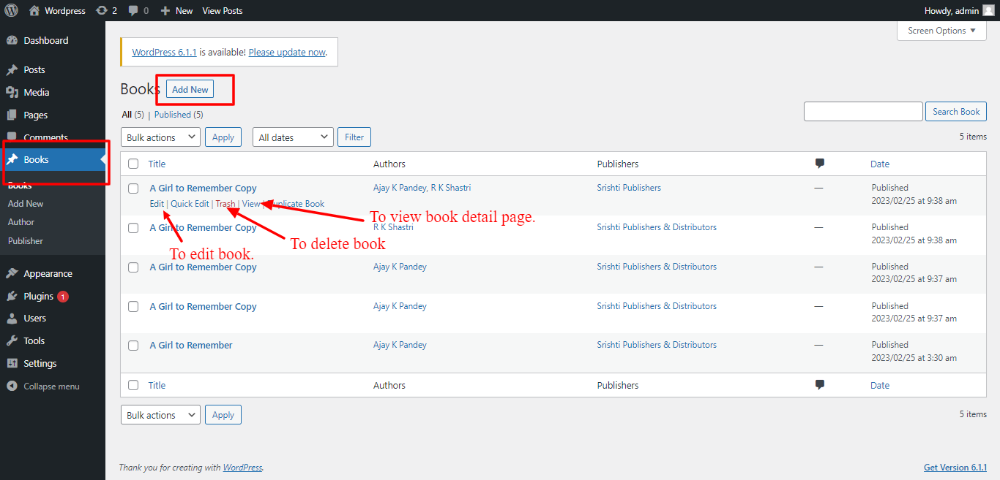 Wordpress 2 0 New View Posts Howdy, admin
Screen Options
Dashboard
Posts
Media
Pages
Comments
Books
Books
Add New
Author
Publisher
Appearance
Plugins 1
Users
Tools
Settings
Collapse menu
WordPress 6.1.1 is available! Please update now.
Books Add New
All (5) | Published (5)
Search Book
Bulk actions Apply All dates Filter
5 items
Title Authors Publishers Date
A Girl to Remember Copy Ajay K Pandey, R K Shastri Srishti Publishers — Published
2023/02/25 at 9:38 am
Edit | Quick Edit | Trash | View | Duplicate Book
To view book detail page.
A Girl to Remember Copy R K Shastri Srishti Publishers & Distributors — Published
2023/02/25 at 9:38 am
To delete book
To edit book.
A Girl to Remember Copy Ajay K Pandey Srishti Publishers & Distributors — Published
2023/02/25 at 9:37 am
A Girl to Remember Copy Ajay K Pandey Srishti Publishers & Distributors — Published
2023/02/25 at 9:37 am
A Girl to Remember Ajay K Pandey Srishti Publishers & Distributors — Published
2023/02/25 at 3:30 am
Title Authors Publishers Date
Bulk actions Apply
5 items
Thank you for creating with WordPress.
Get Version 6.1.1